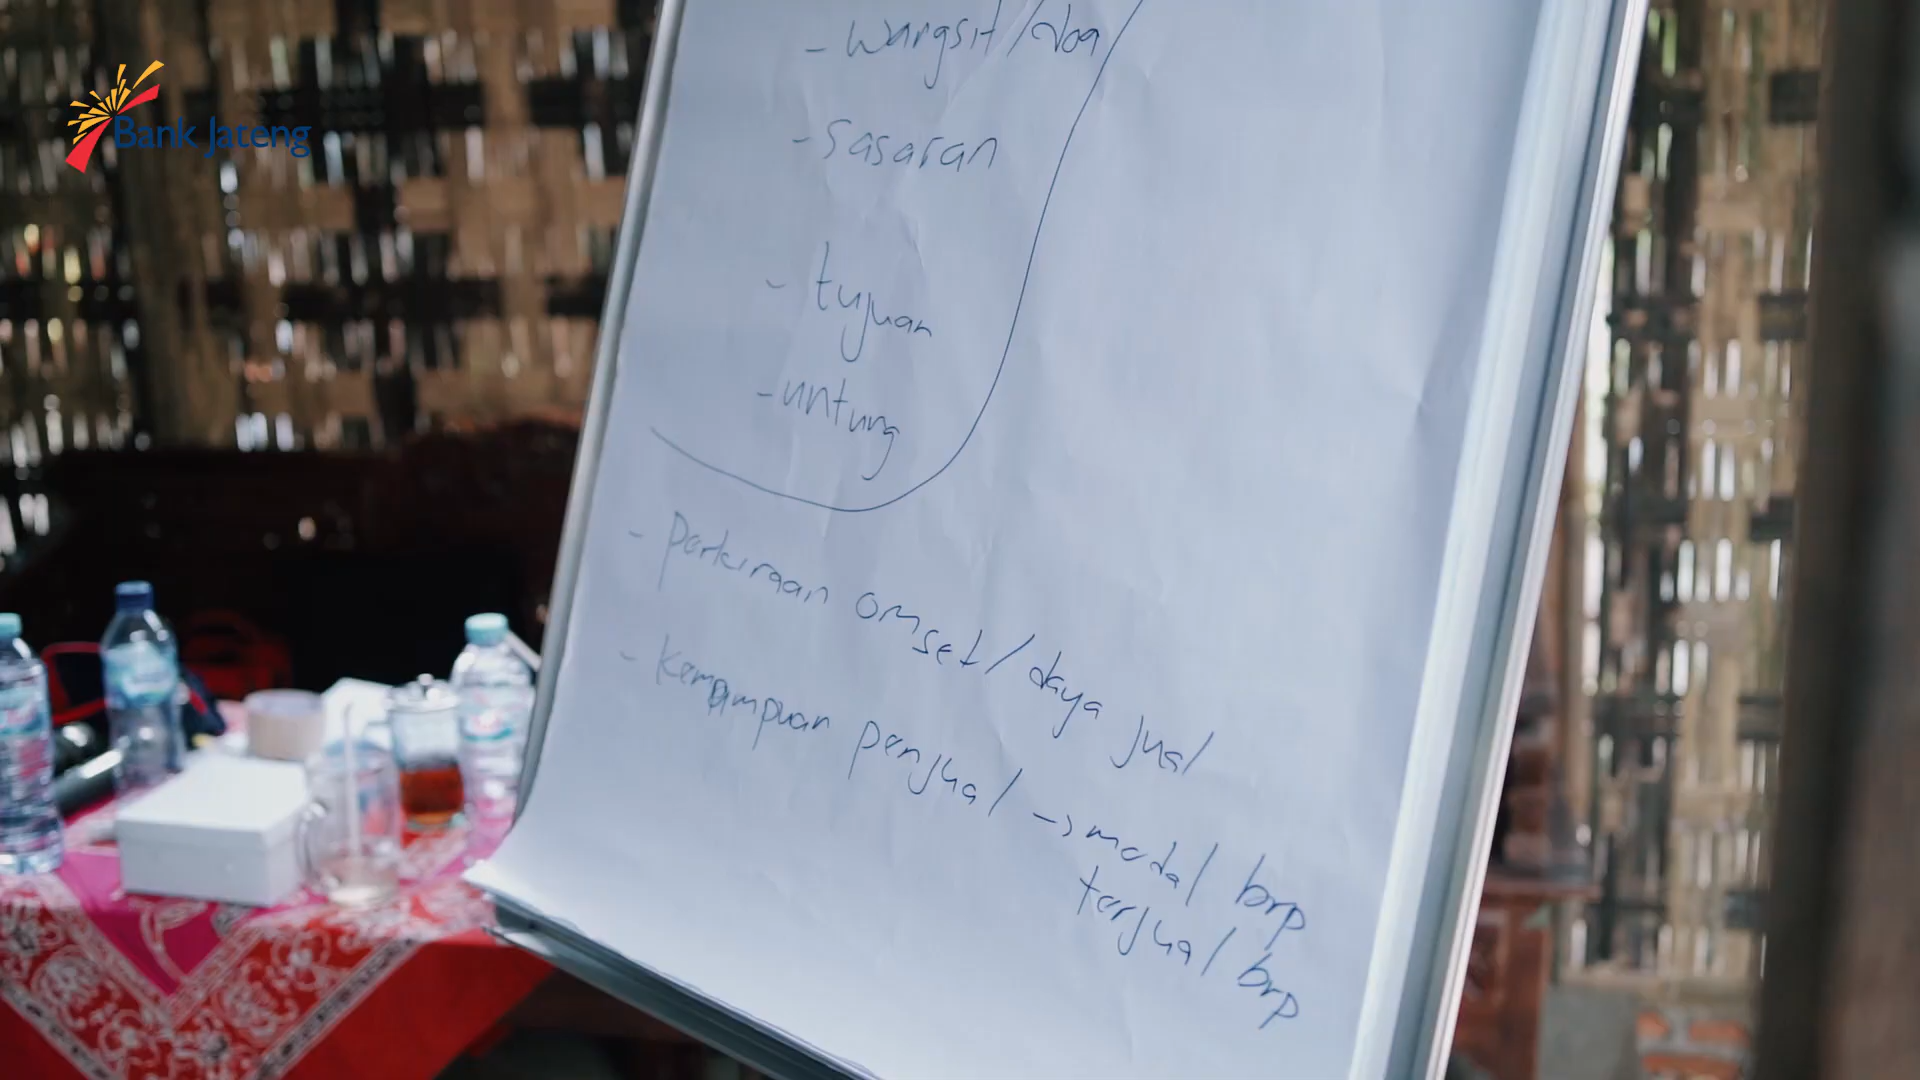 Bank Jateng
- wangsit/doa/
- sasaran
- tujuan
- untung
- perkiraan omset/daya jual
- kemampuan penjual -> modal brp
terjual brp